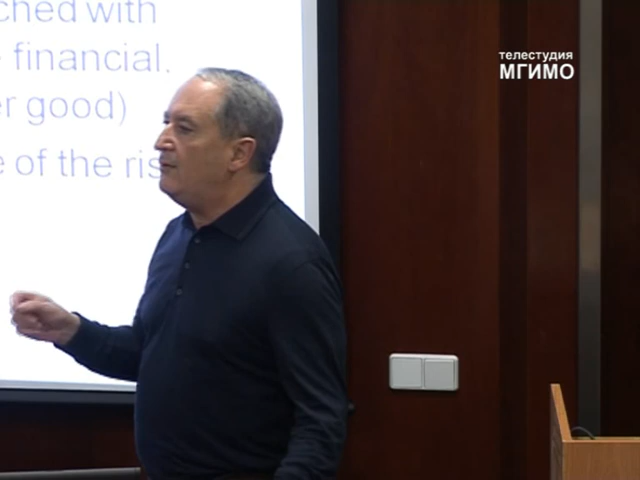 ched with
financial.
er good)
e of the ris
телестудия
МГИМО